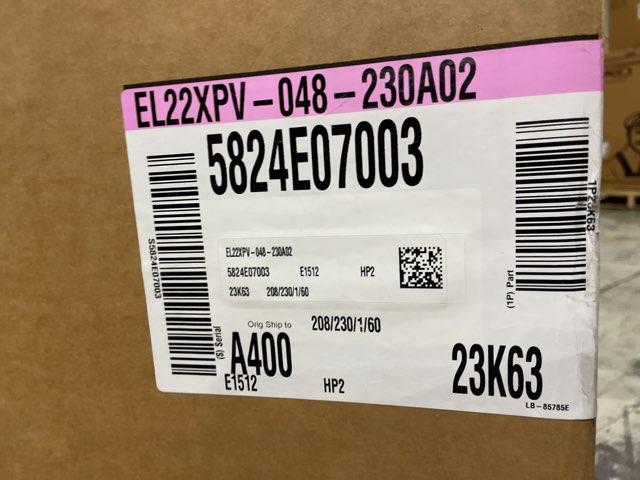 EL22XPV-048-230A02
5824E07003
S5824E07003
(S) Serial
1P23K63
(1P) Part
EL22XPV-048-230A02
5824E07003 E1512 HP2
23K63 208/230/1/60
Orig Ship to 208/230/1/60
A400
E1512 HP2
23K63
LB-85785E